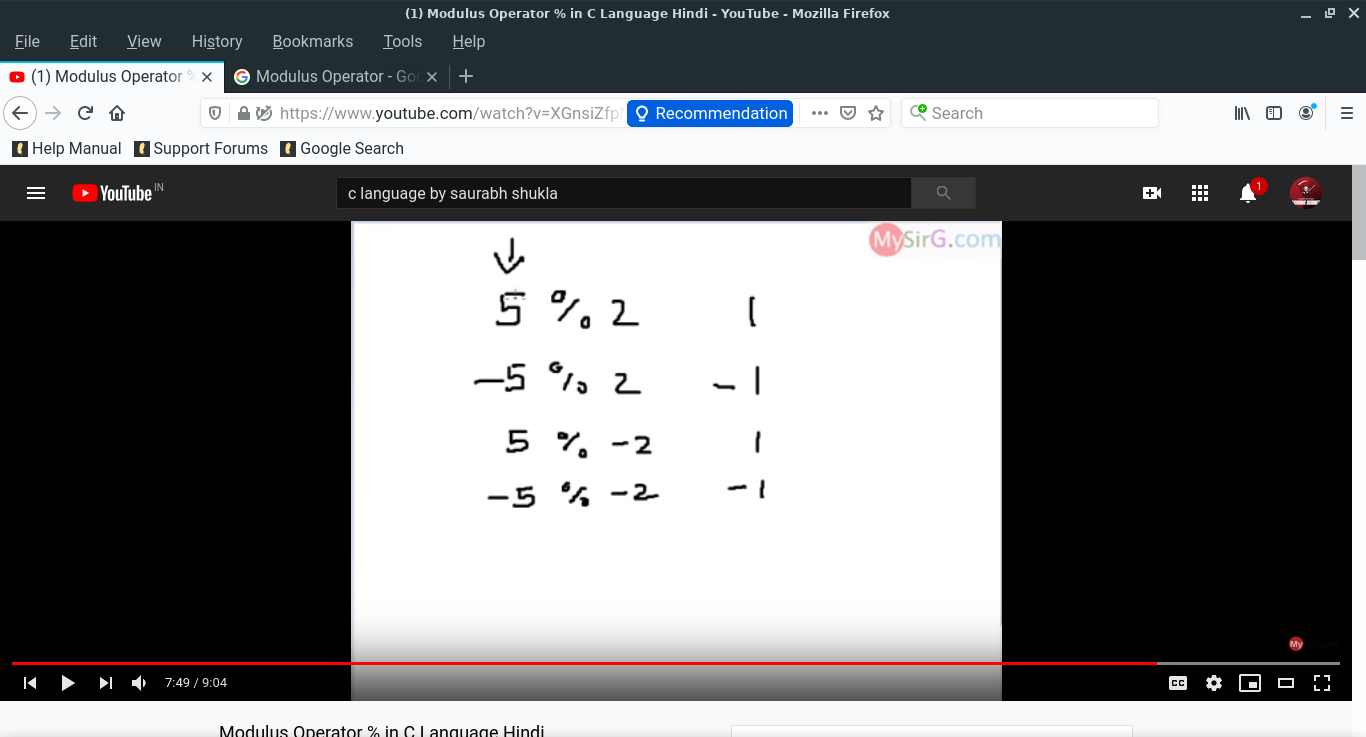 (1) Modulus Operator % in C Language Hindi - YouTube - Mozilla Firefox
File Edit View History Bookmarks Tools Help
(1) Modulus Operator % Modulus Operator - Goo
https://www.youtube.com/watch?v=XGnsiZfp Recommendation Search
Help Manual Support Forums Google Search
YouTube IN c language by saurabh shukla 1
MySirG.com
5 % 2 1
-5 % 2 -1
5 % -2 1
-5 % -2 -1
My
7:49 / 9:04 CC
Modulus Operator % in C Language Hindi